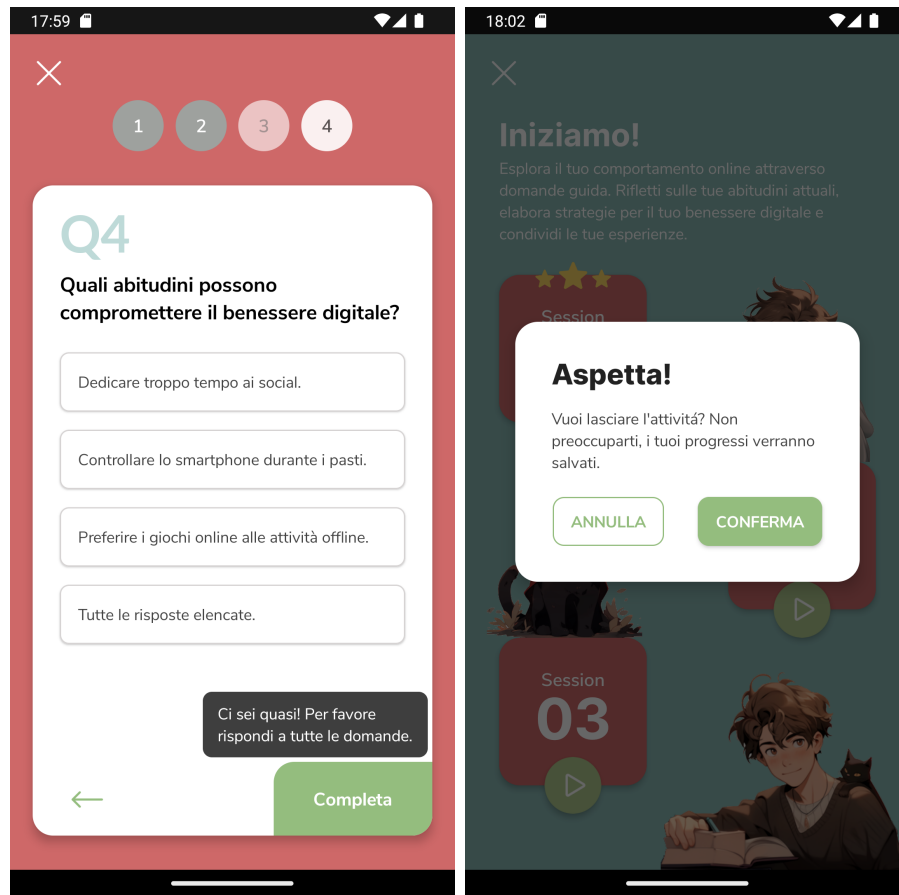 17:59
1 2 3 4
Q4
Quali abitudini possono
compromettere il benessere digitale?
Dedicare troppo tempo ai social.
Controllare lo smartphone durante i pasti.
Preferire i giochi online alle attività offline.
Tutte le risposte elencate.
Ci sei quasi! Per favore
rispondi a tutte le domande.
Completa
18:02
Iniziamo!
Esplora il tuo comportamento online attraverso
domande guida. Rifletti sulle tue abitudini attuali,
elabora strategie per il tuo benessere digitale e
condividi le tue esperienze.
Session
Aspetta!
Vuoi lasciare l'attivitá? Non
preoccuparti, i tuoi progressi verranno
salvati.
ANNULLA
CONFERMA
Session
03